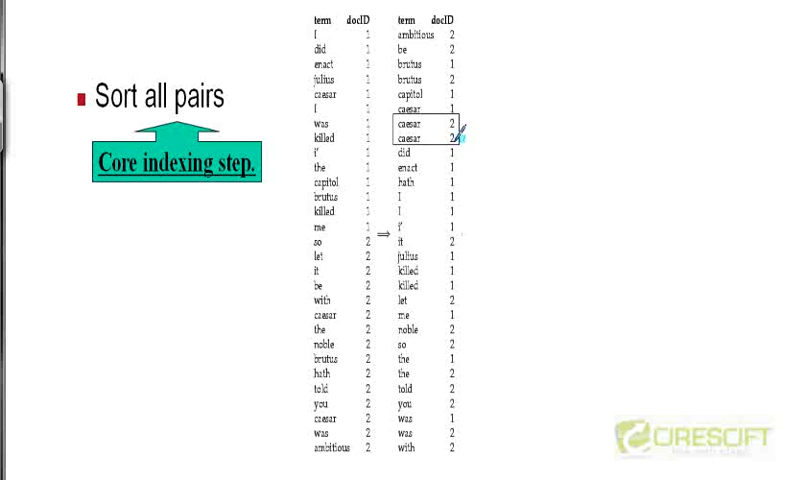 Sort all pairs
Core indexing step.
term docID term docID
I 1 ambitious 2
did 1 be 2
enact 1 brutus 1
julius 1 brutus 2
caesar 1 capitol 1
I 1 caesar 1
was 1 caesar 2
killed 1 caesar 2
i' 1 did 1
the 1 enact 1
capitol 1 hath 1
brutus 1 I 1
killed 1 I 1
me 1 i' 1
so 2 ⇒ it 2
let 2 julius 1
it 2 killed 1
be 2 killed 1
with 2 let 2
caesar 2 me 1
the 2 noble 2
noble 2 so 2
brutus 2 the 1
hath 2 the 2
told 2 told 2
you 2 you 2
caesar 2 was 1
was 2 was 2
ambitious 2 with 2